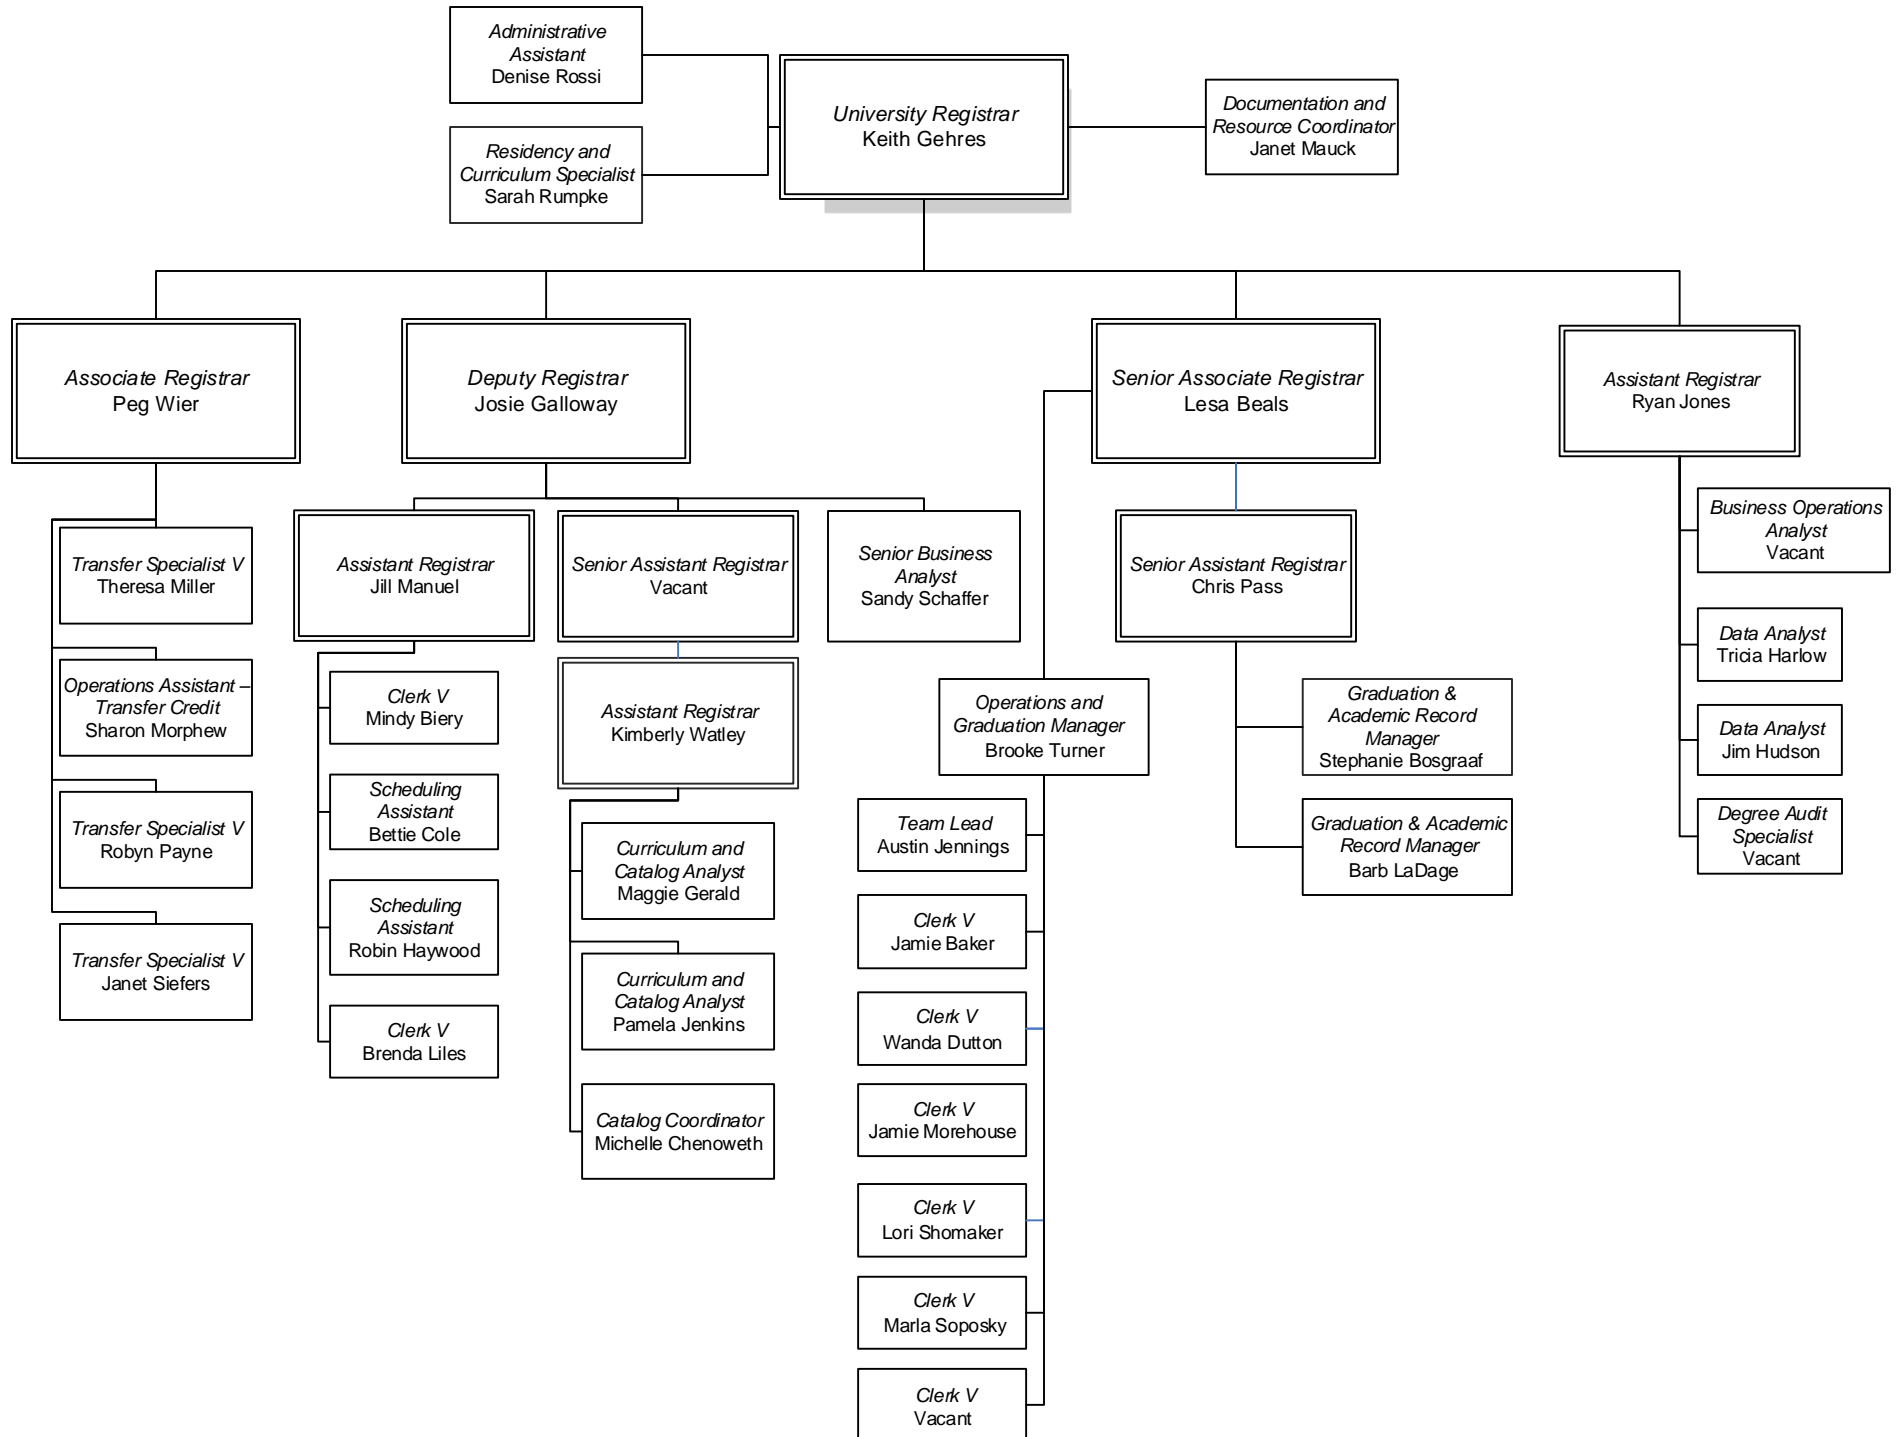 Administrative
Assistant
Denise Rossi
University Registrar
Keith Gehres
Documentation and
Resource Coordinator
Janet Mauck
Residency and
Curriculum Specialist
Sarah Rumpke
Associate Registrar
Peg Wier
Deputy Registrar
Josie Galloway
Senior Associate Registrar
Lesa Beals
Assistant Registrar
Ryan Jones
Transfer Specialist V
Theresa Miller
Operations Assistant –
Transfer Credit
Sharon Morphew
Transfer Specialist V
Robyn Payne
Transfer Specialist V
Janet Siefers
Assistant Registrar
Jill Manuel
Clerk V
Mindy Biery
Scheduling
Assistant
Bettie Cole
Scheduling
Assistant
Robin Haywood
Clerk V
Brenda Liles
Senior Assistant Registrar
Vacant
Assistant Registrar
Kimberly Watley
Curriculum and
Catalog Analyst
Maggie Gerald
Curriculum and
Catalog Analyst
Pamela Jenkins
Catalog Coordinator
Michelle Chenoweth
Senior Business
Analyst
Sandy Schaffer
Operations and
Graduation Manager
Brooke Turner
Team Lead
Austin Jennings
Clerk V
Jamie Baker
Clerk V
Wanda Dutton
Clerk V
Jamie Morehouse
Clerk V
Lori Shomaker
Clerk V
Marla Soposky
Clerk V
Vacant
Senior Assistant Registrar
Chris Pass
Graduation &
Academic Record
Manager
Stephanie Bosgraaf
Graduation & Academic
Record Manager
Barb LaDage
Business Operations
Analyst
Vacant
Data Analyst
Tricia Harlow
Data Analyst
Jim Hudson
Degree Audit
Specialist
Vacant